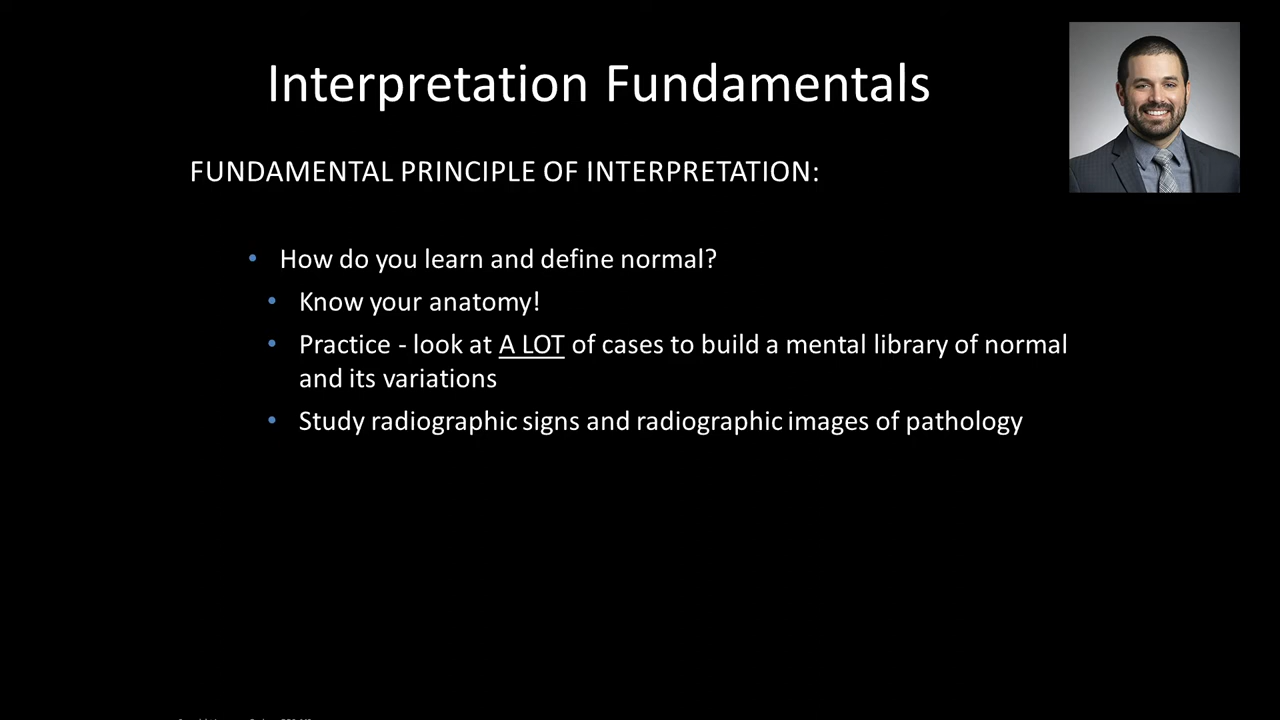 Interpretation Fundamentals
FUNDAMENTAL PRINCIPLE OF INTERPRETATION:
• How do you learn and define normal?
• Know your anatomy!
• Practice - look at A LOT of cases to build a mental library of normal
and its variations
• Study radiographic signs and radiographic images of pathology